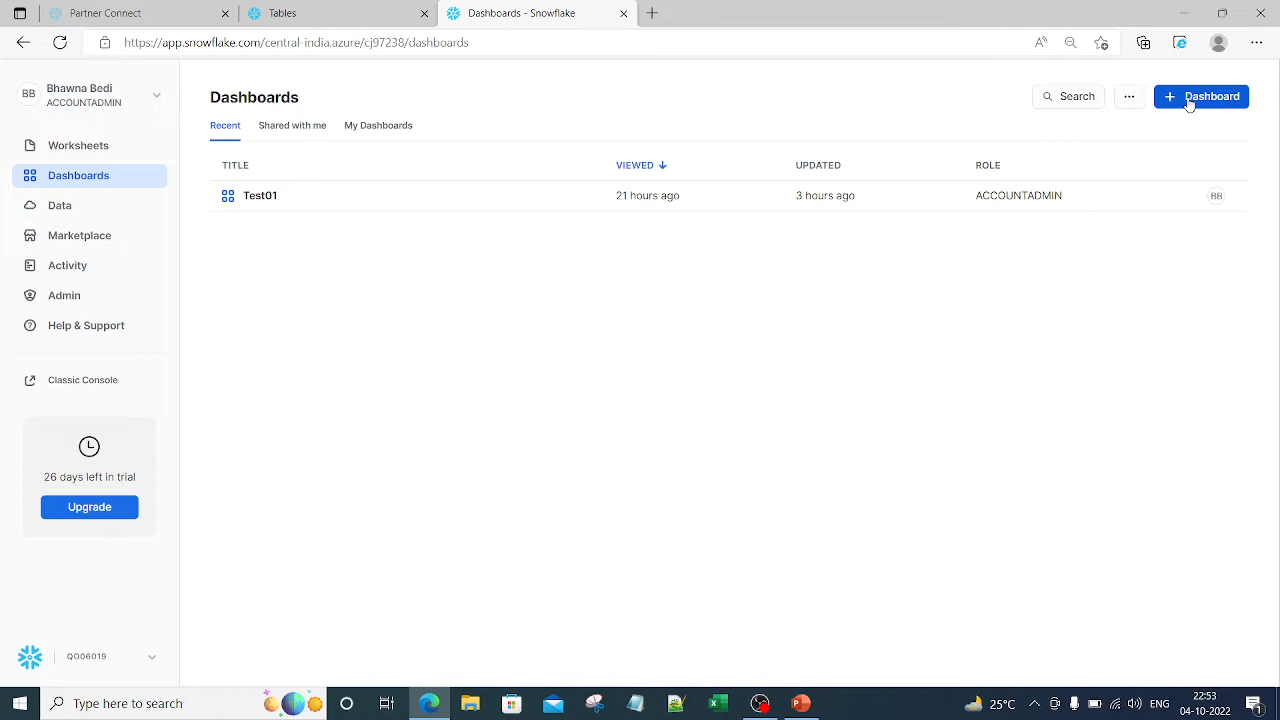 Partner Connect
Tables
Dashboards - Snowflake
https://app.snowflake.com/central-india.azure/cj97238/dashboards
BB
Bhawna Bedi
ACCOUNTADMIN
Worksheets
Dashboards
Data
Marketplace
Activity
Admin
Help & Support
Classic Console
26 days left in trial
Upgrade
QO06019
Dashboards
Search
Dashboard
Recent
Shared with me
My Dashboards
TITLE
VIEWED
UPDATED
ROLE
Test01
21 hours ago
3 hours ago
ACCOUNTADMIN
BB
Type here to search
23°C
ENG
22:53
04-10-2022